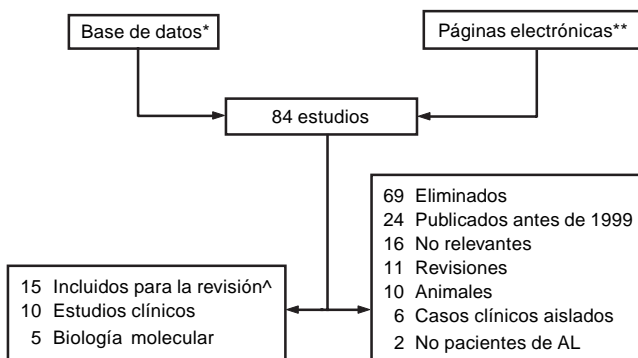 Base de datos*
Páginas electrónicas**
84 estudios
69 Eliminados
24 Publicados antes de 1999
16 No relevantes
11 Revisiones
10 Animales
6 Casos clínicos aislados
2 No pacientes de AL
15 Incluidos para la revisión^
10 Estudios clínicos
5 Biología molecular